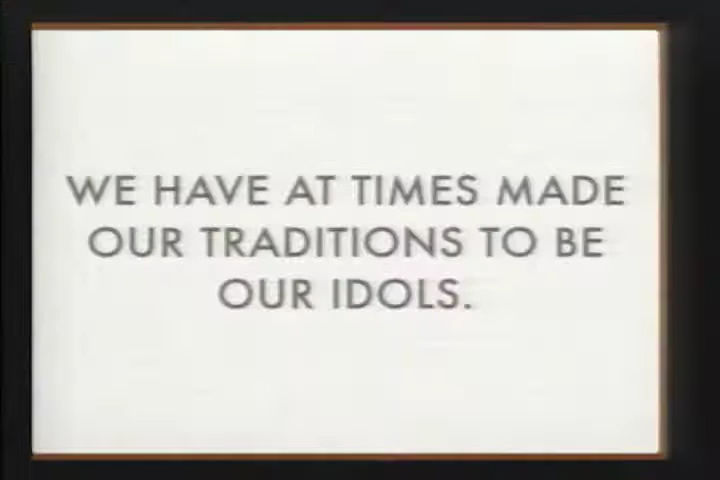 WE HAVE AT TIMES MADE
OUR TRADITIONS TO BE
OUR IDOLS.